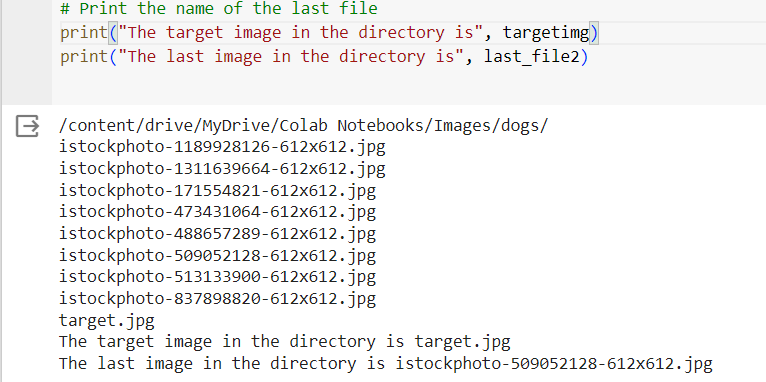 # Print the name of the last file
print("The target image in the directory is", targetimg)
print("The last image in the directory is", last_file2)
/content/drive/MyDrive/Colab Notebooks/Images/dogs/
istockphoto-1189928126-612x612.jpg
istockphoto-1311639664-612x612.jpg
istockphoto-171554821-612x612.jpg
istockphoto-473431064-612x612.jpg
istockphoto-488657289-612x612.jpg
istockphoto-509052128-612x612.jpg
istockphoto-513133900-612x612.jpg
istockphoto-837898820-612x612.jpg
target.jpg
The target image in the directory is target.jpg
The last image in the directory is istockphoto-509052128-612x612.jpg